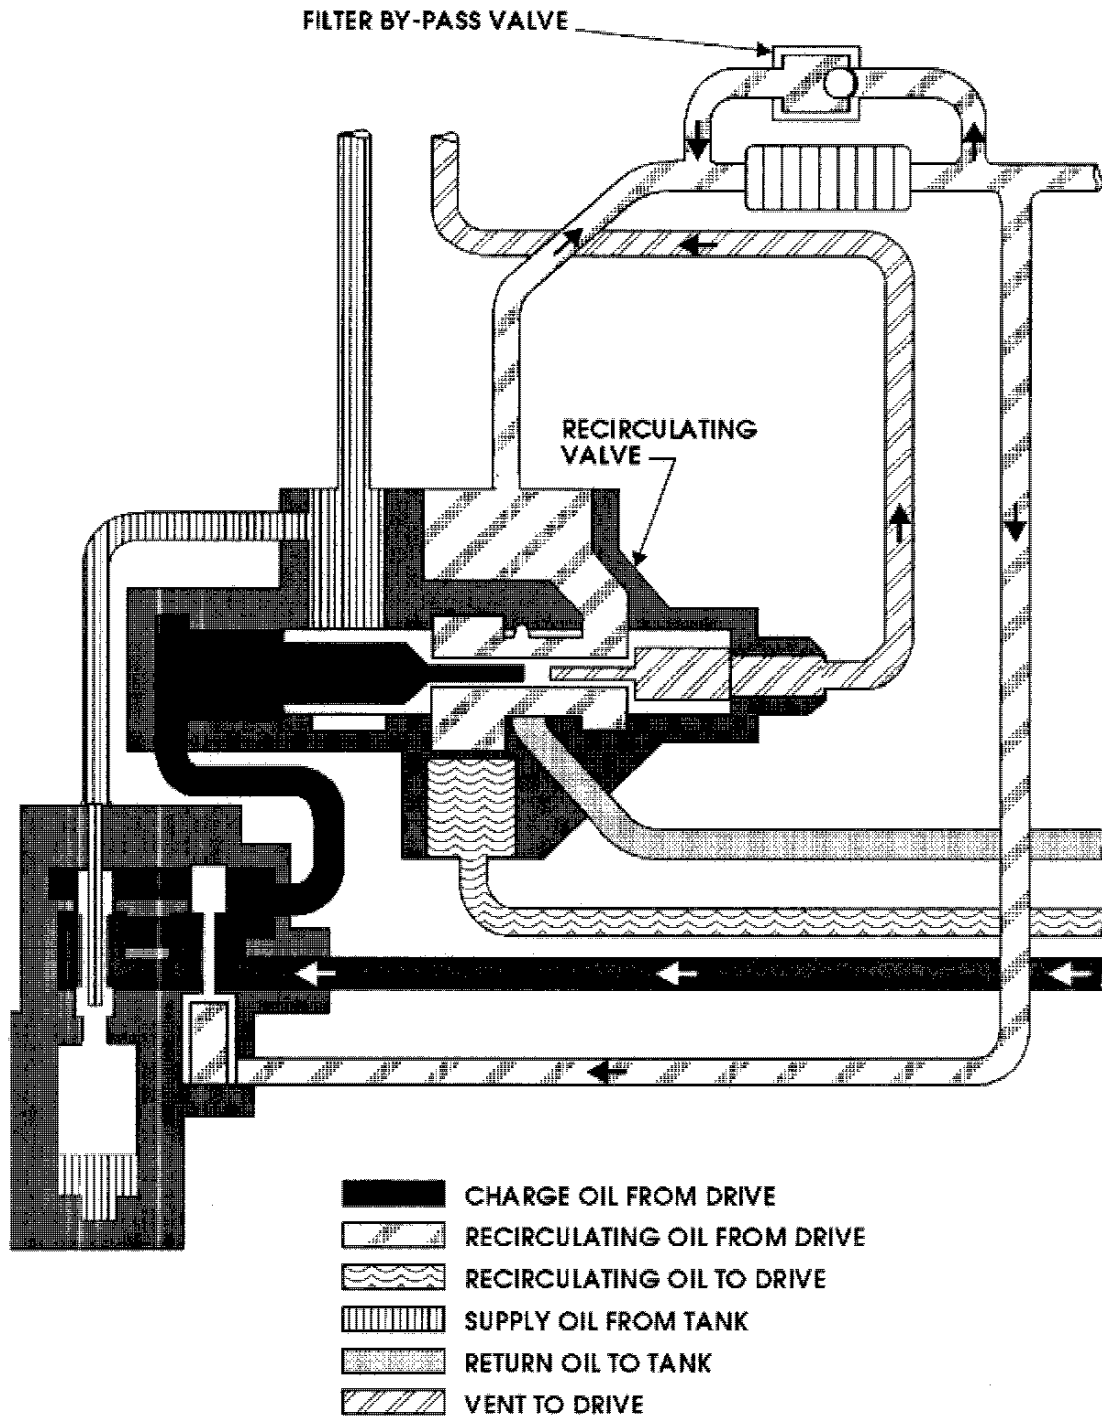 FILTER BY-PASS VALVE
RECIRCULATING
VALVE
CHARGE OIL FROM DRIVE
RECIRCULATING OIL FROM DRIVE
RECIRCULATING OIL TO DRIVE
SUPPLY OIL FROM TANK
RETURN OIL TO TANK
VENT TO DRIVE